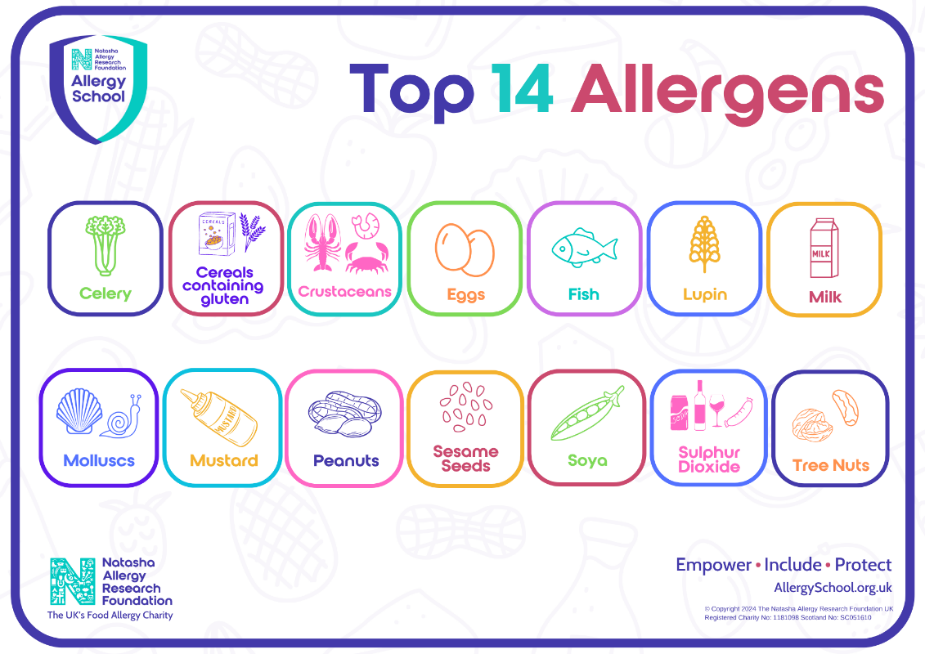 Natasha
Allergy
Research
Foundation
Allergy
School
Top 14 Allergens
Celery
CEREALS
Cereals
containing
gluten
Crustaceans
Eggs
Fish
Lupin
MILK
Milk
Molluscs
MUSTARD
Mustard
Peanuts
Sesame
Seeds
Soya
Sulphur
Dioxide
Tree Nuts
Natasha
Allergy
Research
Foundation
The UK's Food Allergy Charity
Empower • Include • Protect
AllergySchool.org.uk
© Copyright 2024 The Natasha Allergy Research Foundation UK
Registered Charity No: 1181098 Scotland No: SC051610